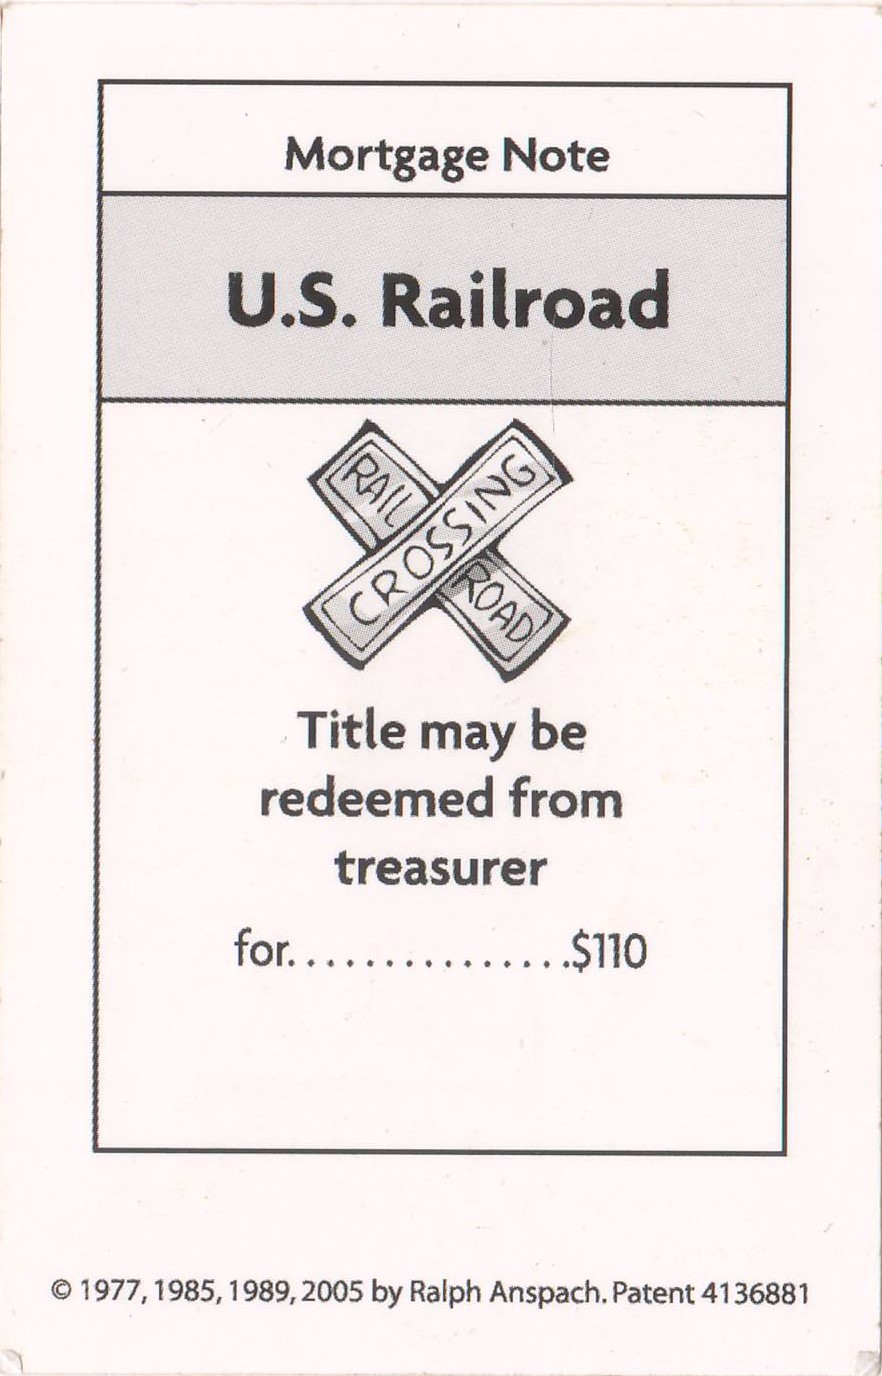 Mortgage Note
U.S. Railroad
RAIL
CROSSING
ROAD
Title may be
redeemed from
treasurer
for. . . . . . . . . . . . . . . .$110
© 1977, 1985, 1989, 2005 by Ralph Anspach. Patent 4136881